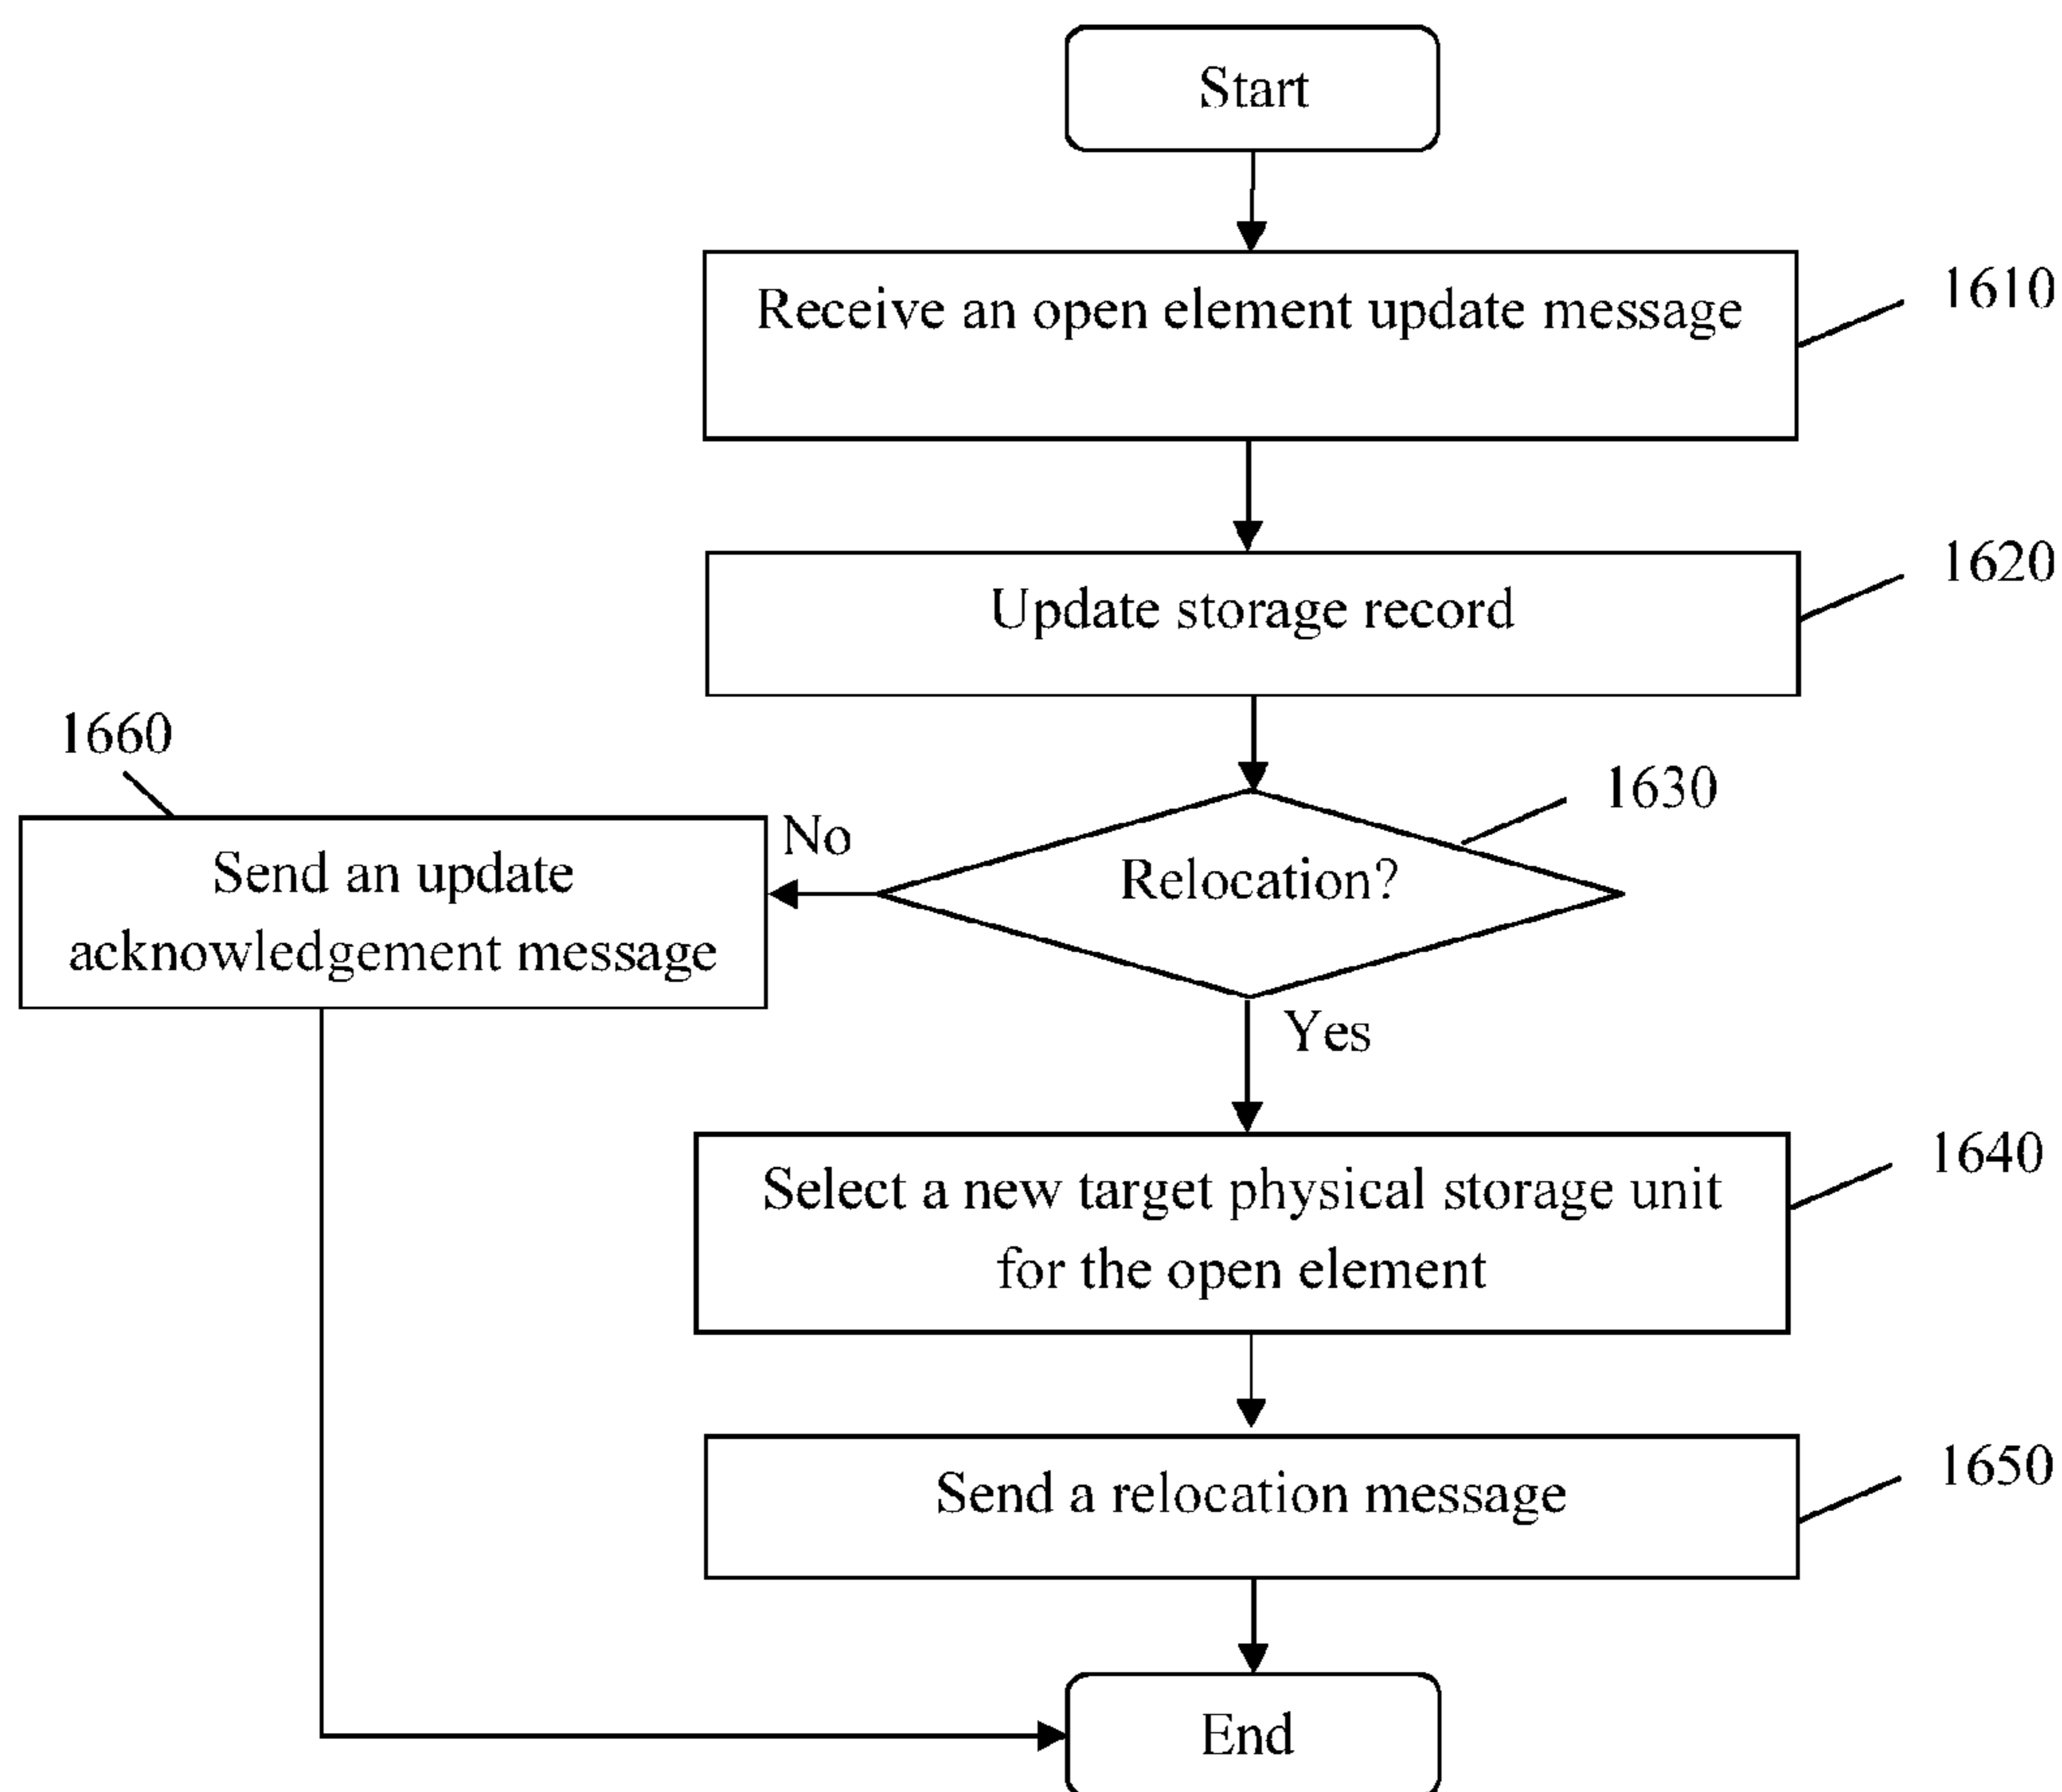 Start
Receive an open element update message
1610
Update storage record
1620
1660
Send an update
acknowledgement message
No
Relocation?
1630
Yes
Select a new target physical storage unit
for the open element
1640
Send a relocation message
1650
End